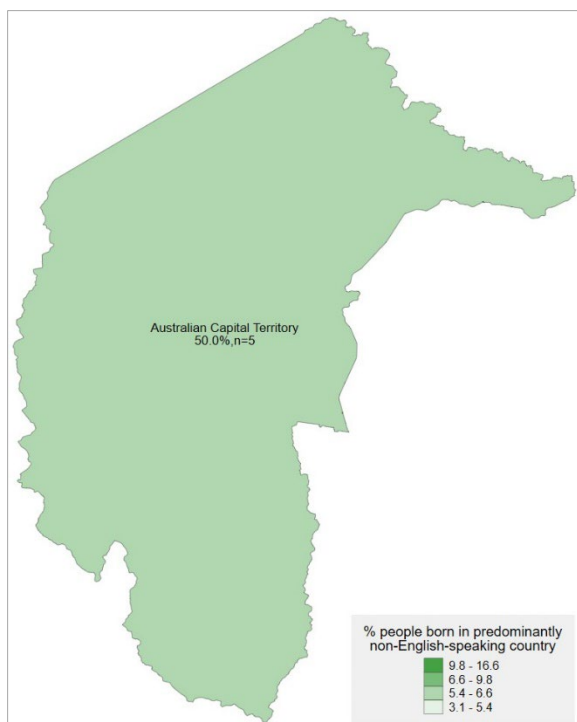 Australian Capital Territory
50.0%,n=5
% people born in predominantly
non-English-speaking country
9.8 - 16.6
6.6 - 9.8
5.4 - 6.6
3.1 - 5.4